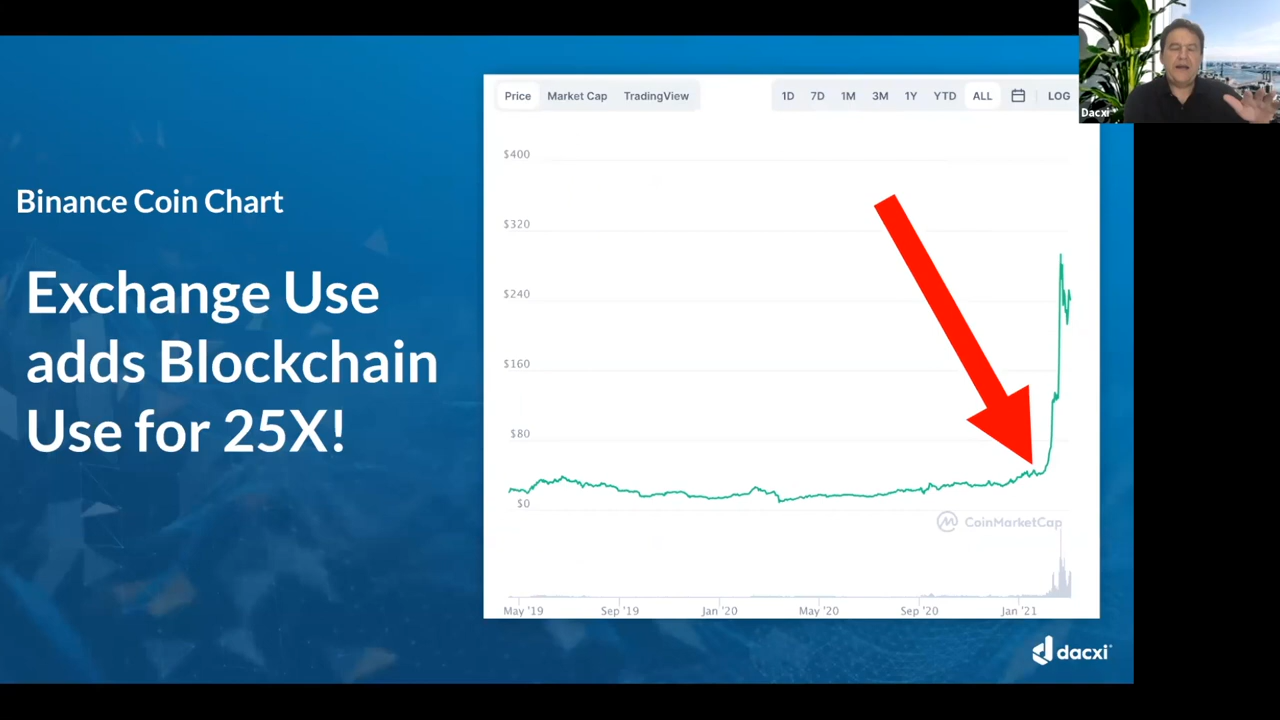 Binance Coin Chart
Exchange Use
adds Blockchain
Use for 25X!
Price Market Cap TradingView 1D 7D 1M 3M 1Y YTD ALL LOG
$400
$320
$240
$160
$80
$0
CoinMarketCap
May '19 Sep '19 Jan '20 May '20 Sep '20 Jan '21
dacxi
Dacxi